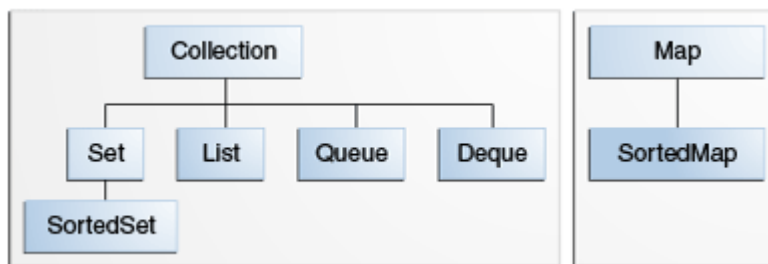 Collection
Map
Set
List
Queue
Deque
SortedMap
SortedSet